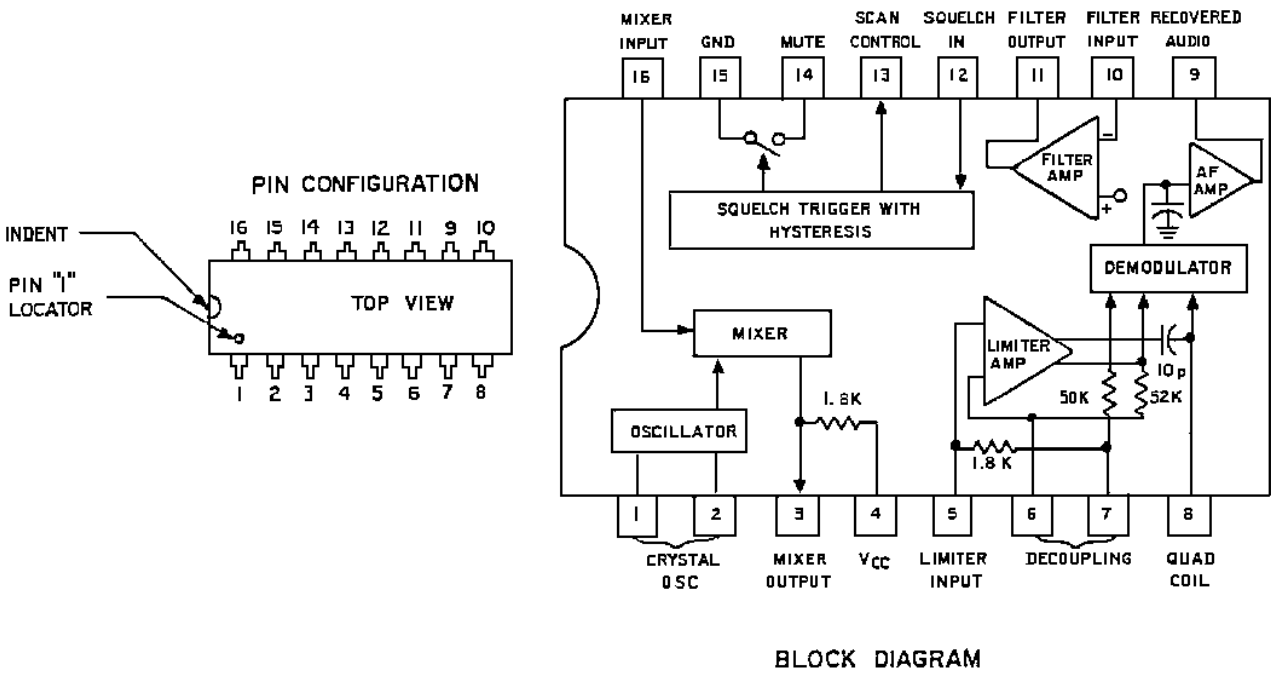 PIN CONFIGURATION
16 15 14 13 12 11 9 10
INDENT
PIN "1"
LOCATOR
TOP VIEW
1 2 3 4 5 6 7 8
MIXER
INPUT
GND
MUTE
SCAN
CONTROL
SQUELCH
IN
FILTER
OUTPUT
FILTER
INPUT
RECOVERED
AUDIO
16 15 14 13 12 11 10 9
SQUELCH TRIGGER WITH
HYSTERESIS
−
FILTER
AMP
+
AF
AMP
DEMODULATOR
MIXER
LIMITER
AMP
10p
50K
52K
1.8K
OSCILLATOR
1.8K
1 2 3 4 5 6 7 8
CRYSTAL
OSC
MIXER
OUTPUT
VCC
LIMITER
INPUT
DECOUPLING
QUAD
COIL
BLOCK DIAGRAM